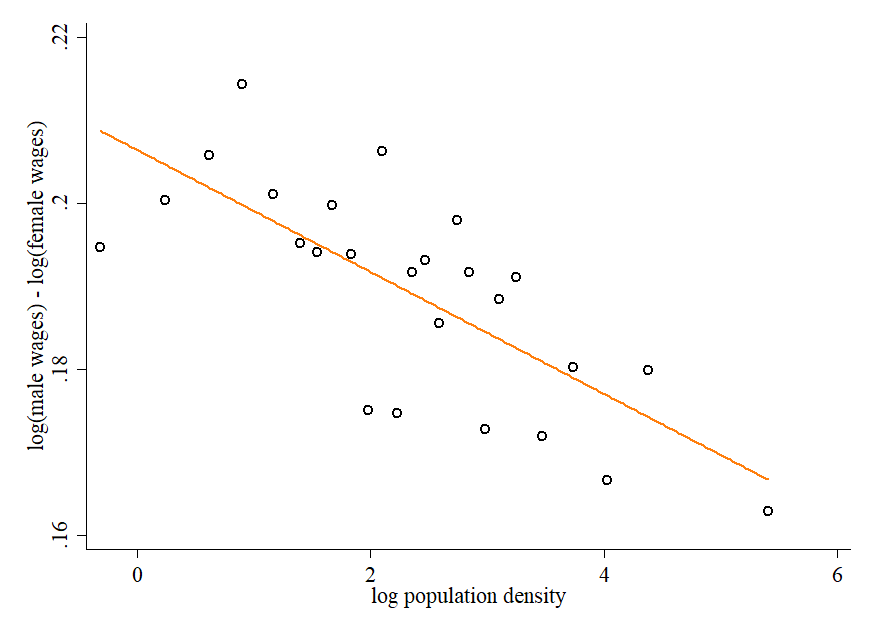 log(male wages) - log(female wages)
.22
.2
.18
.16
0 2 4 6
log population density